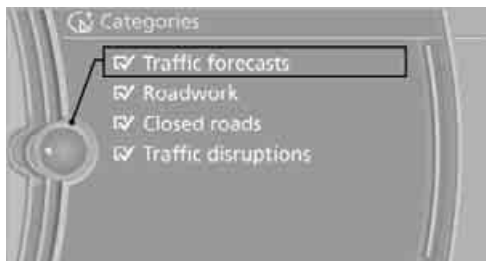 Categories
Traffic forecasts
Roadwork
Closed roads
Traffic disruptions